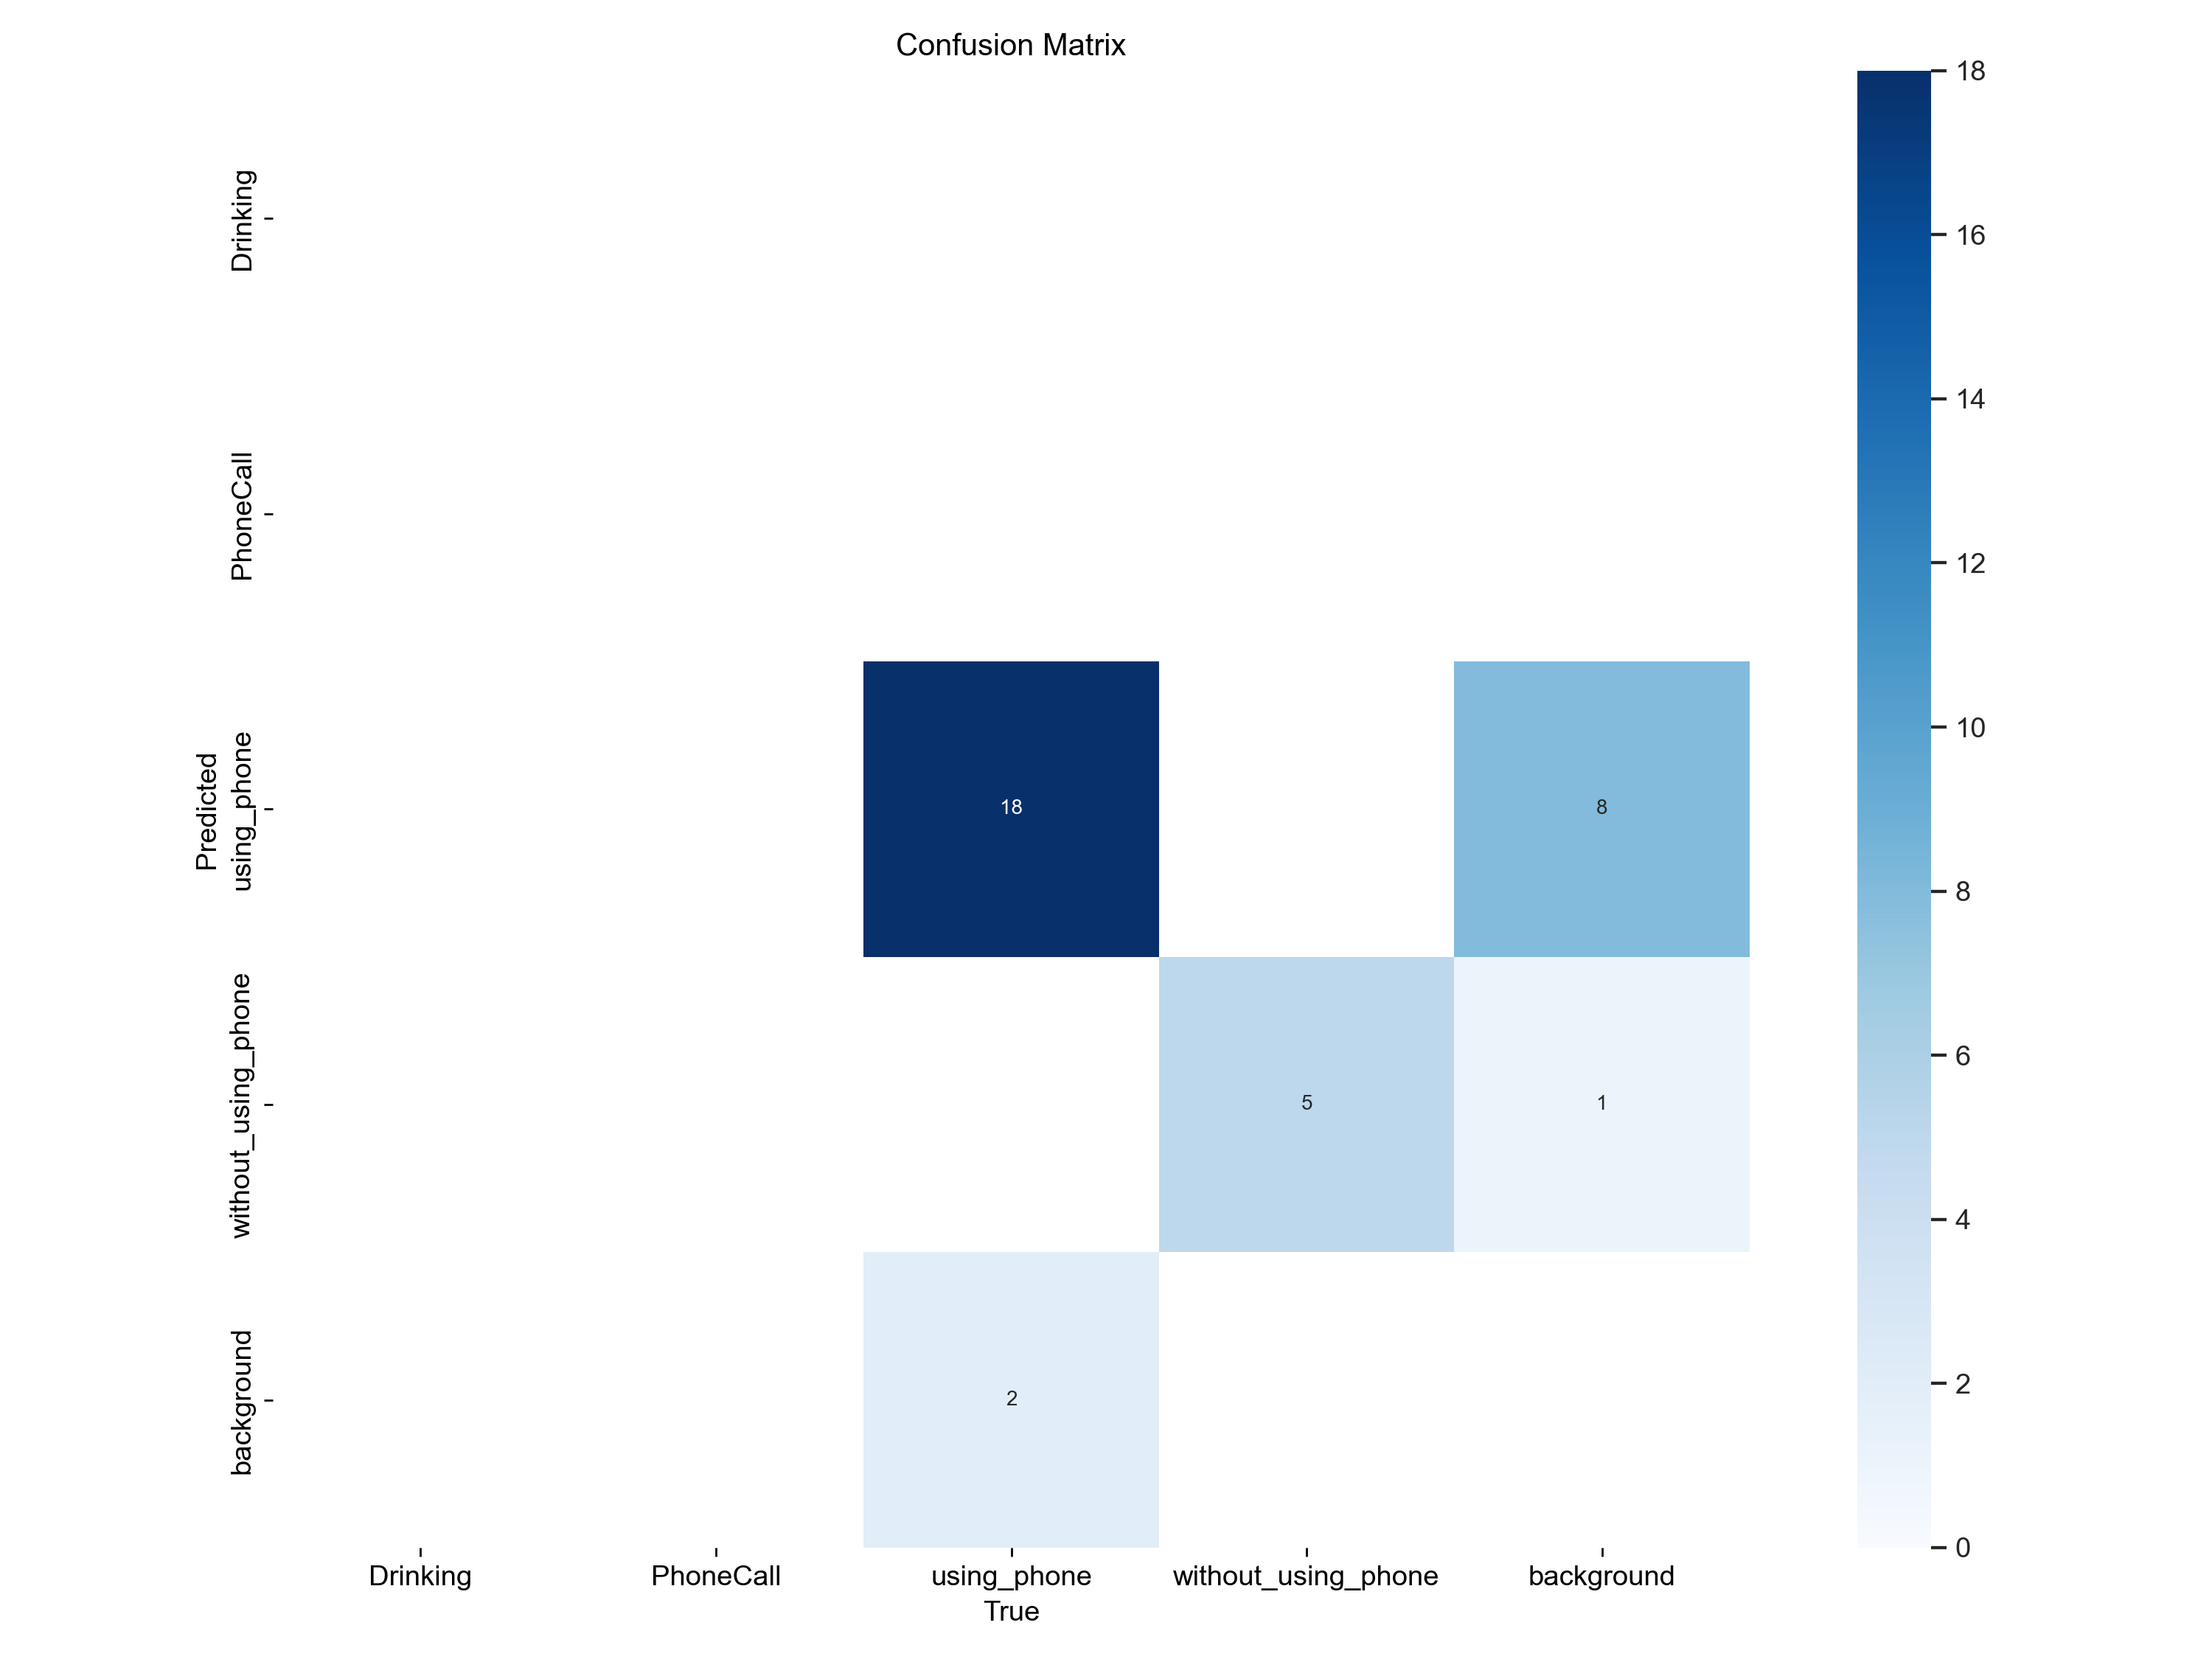 Confusion Matrix
Drinking
PhoneCall
using_phone
without_using_phone
background
Predicted
18
8
5
1
2
Drinking
PhoneCall
using_phone
without_using_phone
background
True
18
16
14
12
10
8
6
4
2
0